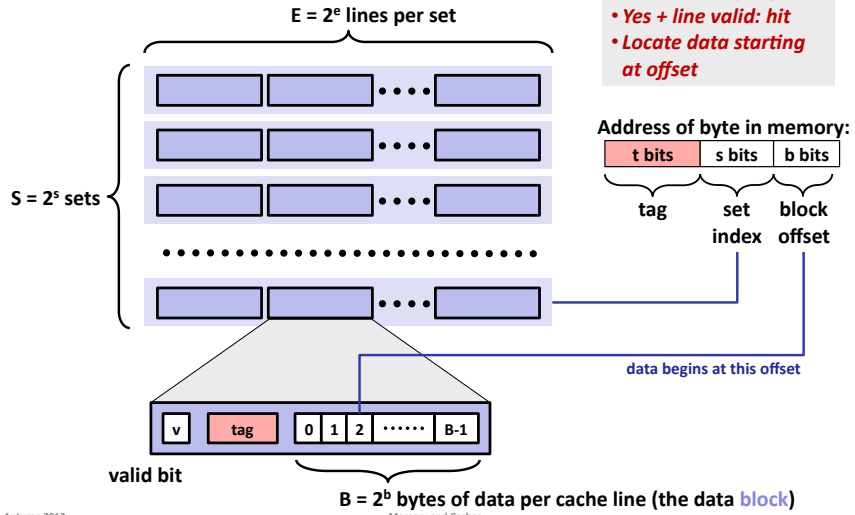 E = 2ᵉ lines per set
• Yes + line valid: hit
• Locate data starting
at offset
Address of byte in memory:
t bits s bits b bits
tag set index block offset
S = 2ˢ sets
data begins at this offset
v tag 0 1 2 •••••• B-1
valid bit
B = 2ᵇ bytes of data per cache line (the data block)